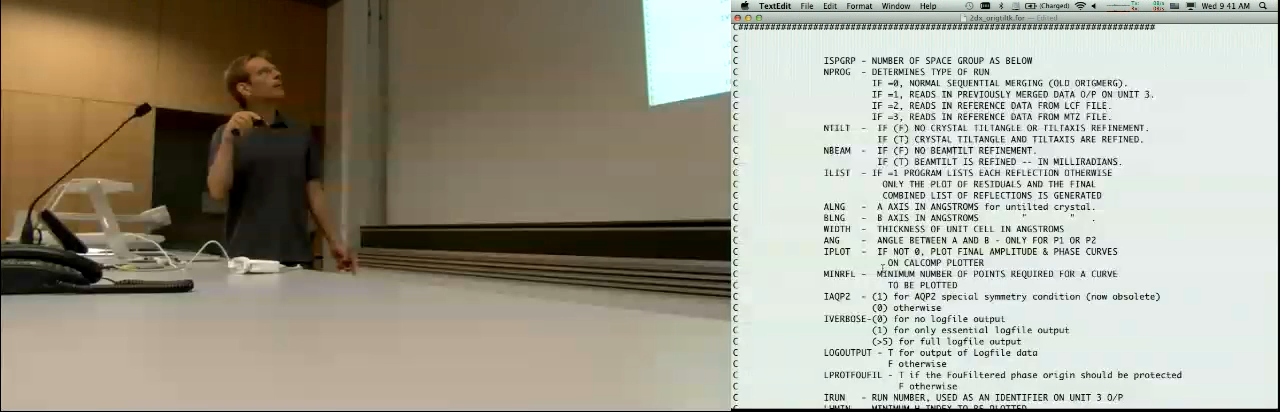 TextEdit File Edit Format Window Help (Charged) Wed 9:41 AM
2dx_origtiltk.for — Edited
C##############################################################################
C
C
C ISPGRP - NUMBER OF SPACE GROUP AS BELOW
C NPROG - DETERMINES TYPE OF RUN
C IF =0, NORMAL SEQUENTIAL MERGING (OLD ORIGMERG).
C IF =1, READS IN PREVIOUSLY MERGED DATA O/P ON UNIT 3.
C IF =2, READS IN REFERENCE DATA FROM LCF FILE.
C IF =3, READS IN REFERENCE DATA FROM MTZ FILE.
C NTILT - IF (F) NO CRYSTAL TILTANGLE OR TILTAXIS REFINEMENT.
C IF (T) CRYSTAL TILTANGLE AND TILTAXIS ARE REFINED.
C NBEAM - IF (F) NO BEAMTILT REFINEMENT.
C IF (T) BEAMTILT IS REFINED -- IN MILLIRADIANS.
C ILIST - IF =1 PROGRAM LISTS EACH REFLECTION OTHERWISE
C ONLY THE PLOT OF RESIDUALS AND THE FINAL
C COMBINED LIST OF REFLECTIONS IS GENERATED
C ALNG - A AXIS IN ANGSTROMS for untilted crystal.
C BLNG - B AXIS IN ANGSTROMS " " .
C WIDTH - THICKNESS OF UNIT CELL IN ANGSTROMS
C ANG - ANGLE BETWEEN A AND B - ONLY FOR P1 OR P2
C IPLOT - IF NOT 0, PLOT FINAL AMPLITUDE & PHASE CURVES
C ON CALCOMP PLOTTER
C MINRFL - MINIMUM NUMBER OF POINTS REQUIRED FOR A CURVE
C TO BE PLOTTED
C IAQP2 - (1) for AQP2 special symmetry condition (now obsolete)
C (0) otherwise
C IVERBOSE-(0) for no logfile output
C (1) for only essential logfile output
C (>5) for full logfile output
C LOGOUTPUT - T for output of Logfile data
C F otherwise
C LPROTFOUFIL - T if the FouFiltered phase origin should be protected
C F otherwise
C IRUN - RUN NUMBER, USED AS AN IDENTIFIER ON UNIT 3 O/P
C MINIMUM H INDEX TO BE PLOTTED